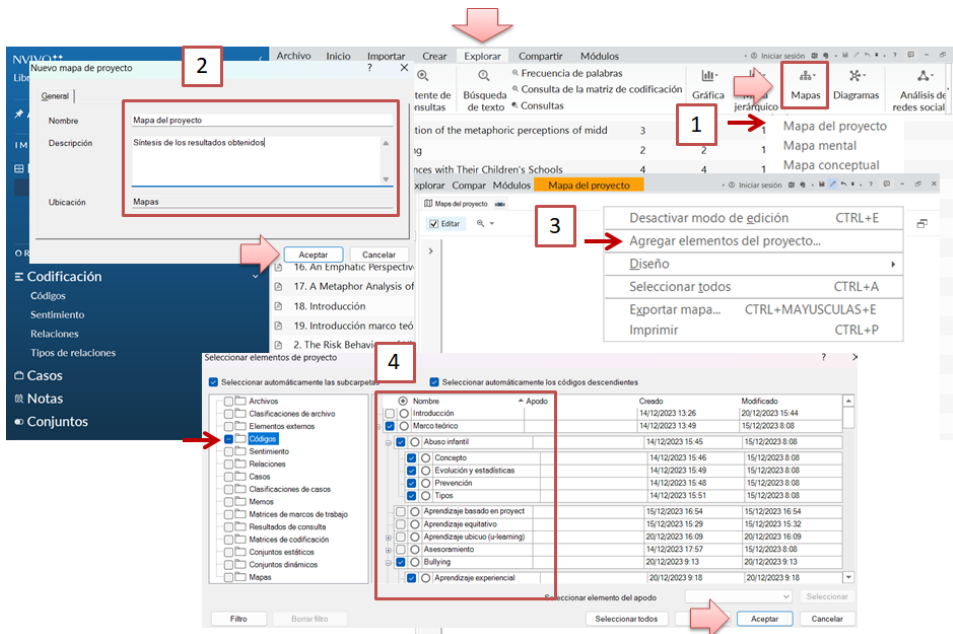 NVIVO
Archivo Inicio Importar Crear Explorar Compartir Módulos
Iniciar sesión
Nuevo mapa de proyecto ? X
2
General
Nombre Mapa del proyecto
Descripción Síntesis de los resultados obtenidos
Ubicación Mapas
Aceptar Cancelar
Frecuencia de palabras
Consulta de la matriz de codificación
Consultas
Búsqueda de texto
Gráfica
jerárquico
Mapas
Diagramas
Análisis de
redes social
1
Mapa del proyecto
Mapa mental
Mapa conceptual
tion of the metaphoric perceptions of midd 3 1
ng 2 2 1
nces with Their Children's Schools 4 4 1
xplorar Compar Módulos Mapa del proyecto Iniciar sesión
Mapa del proyecto
Editar
3
Desactivar modo de edición CTRL+E
Agregar elementos del proyecto...
Diseño
Seleccionar todos CTRL+A
Exportar mapa... CTRL+MAYUSCULAS+E
Imprimir CTRL+P
16. An Emphatic Perspectiv
17. A Metaphor Analysis of
18. Introducción
19. Introducción marco teó
2. The Risk Behavi
Codificación
Códigos
Sentimiento
Relaciones
Tipos de relaciones
Casos
Notas
Conjuntos
Seleccionar elementos de proyecto ?
4
Seleccionar automáticamente las subcarpetas
Seleccionar automáticamente los códigos descendientes
Archivos
Clasificaciones de archivo
Elementos externos
Códigos
Sentimiento
Relaciones
Casos
Clasificaciones de casos
Memos
Matrices de marcos de trabajo
Resultados de consulta
Matrices de codificación
Conjuntos estáticos
Conjuntos dinámicos
Mapas
Nombre Apodo Creado Modificado
Introducción 14/12/2023 13:26 20/12/2023 15:44
Marco teórico 14/12/2023 13:49 15/12/2023 8:08
Abuso infantil 14/12/2023 15:45 15/12/2023 8:08
Concepto 14/12/2023 15:46 15/12/2023 8:08
Evolución y estadísticas 14/12/2023 15:49 15/12/2023 8:08
Prevención 14/12/2023 15:48 15/12/2023 8:08
Tipos 14/12/2023 15:51 15/12/2023 8:08
Aprendizaje basado en proyect 15/12/2023 16:54 15/12/2023 16:54
Aprendizaje equitativo 15/12/2023 15:29 15/12/2023 15:32
Aprendizaje ubicuo (u-learning) 20/12/2023 16:09 20/12/2023 16:09
Asesoramiento 14/12/2023 17:57 15/12/2023 8:08
Bullying 20/12/2023 9:13 20/12/2023 9:13
Aprendizaje experiencial 20/12/2023 9:18 20/12/2023 9:18
Seleccionar elemento del apodo Seleccionar
Filtro Borrar filtro Seleccionar todos Aceptar Cancelar